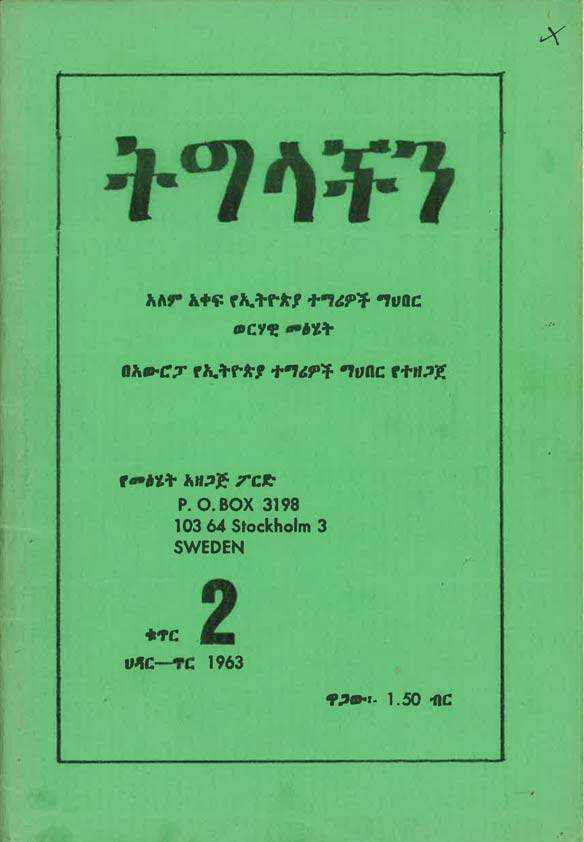 ትግላችን
አለም አቀፍ የኢትዮጵያ ተማሪዎች ማህበር
ወርሃዊ መፅሄት
በአውሮፓ የኢትዮጵያ ተማሪዎች ማህበር የተዘጋጀ
የመፅሄት አዘጋጅ ቦርድ
P. O. BOX 3198
103 64 Stockholm 3
SWEDEN
ቁጥር 2
ህዳር—ጥር 1963
ዋጋው፡- 1.50 ብር